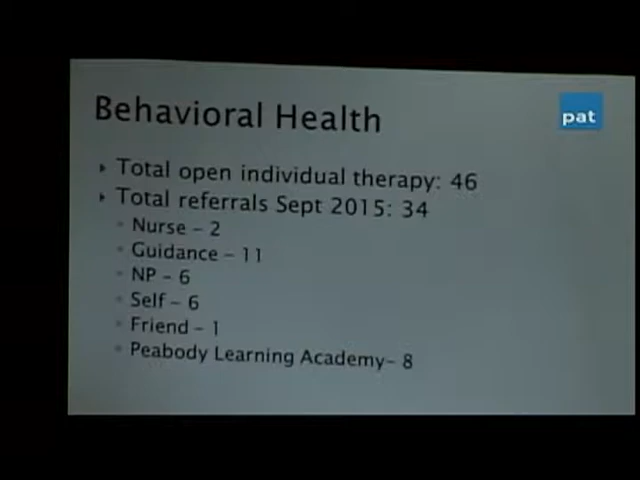 Behavioral Health
pat
Total open individual therapy: 46
Total referrals Sept 2015: 34
Nurse – 2
Guidance – 11
NP – 6
Self – 6
Friend – 1
Peabody Learning Academy– 8